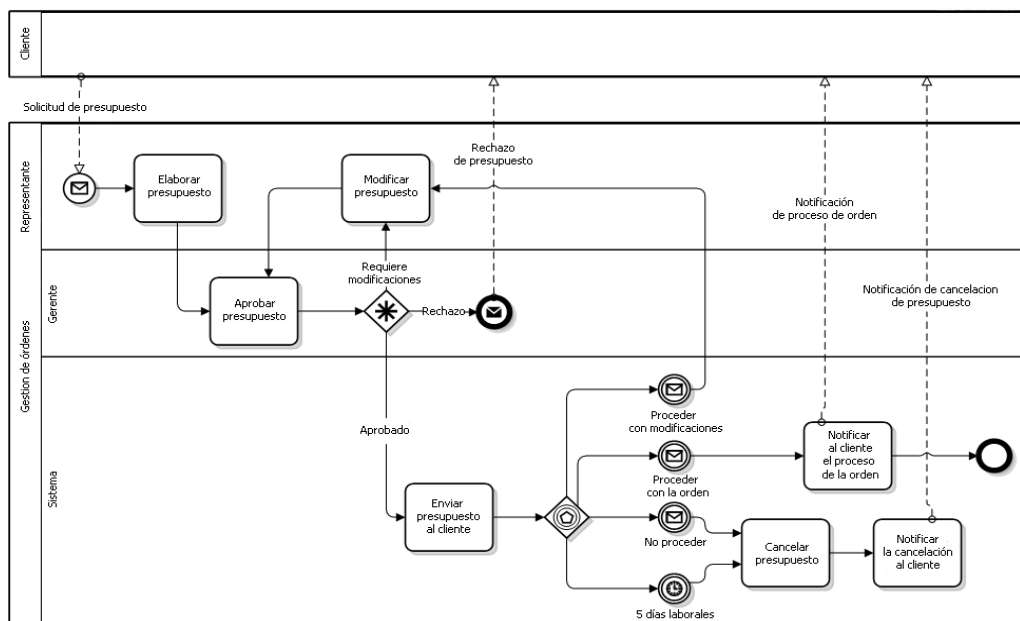 Cliente
Solicitud de presupuesto
Gestion de órdenes
Representante
Elaborar
presupuesto
Modificar
presupuesto
Rechazo
de presupuesto
Notificación
de proceso de orden
Notificación de cancelacion
de presupuesto
Gerente
Aprobar
presupuesto
Requiere
modificaciones
Rechazo
Sistema
Aprobado
Enviar
presupuesto
al cliente
Proceder
con modificaciones
Proceder
con la orden
No proceder
5 días laborales
Notificar
al cliente
el proceso
de la orden
Cancelar
presupuesto
Notificar
la cancelación
al cliente